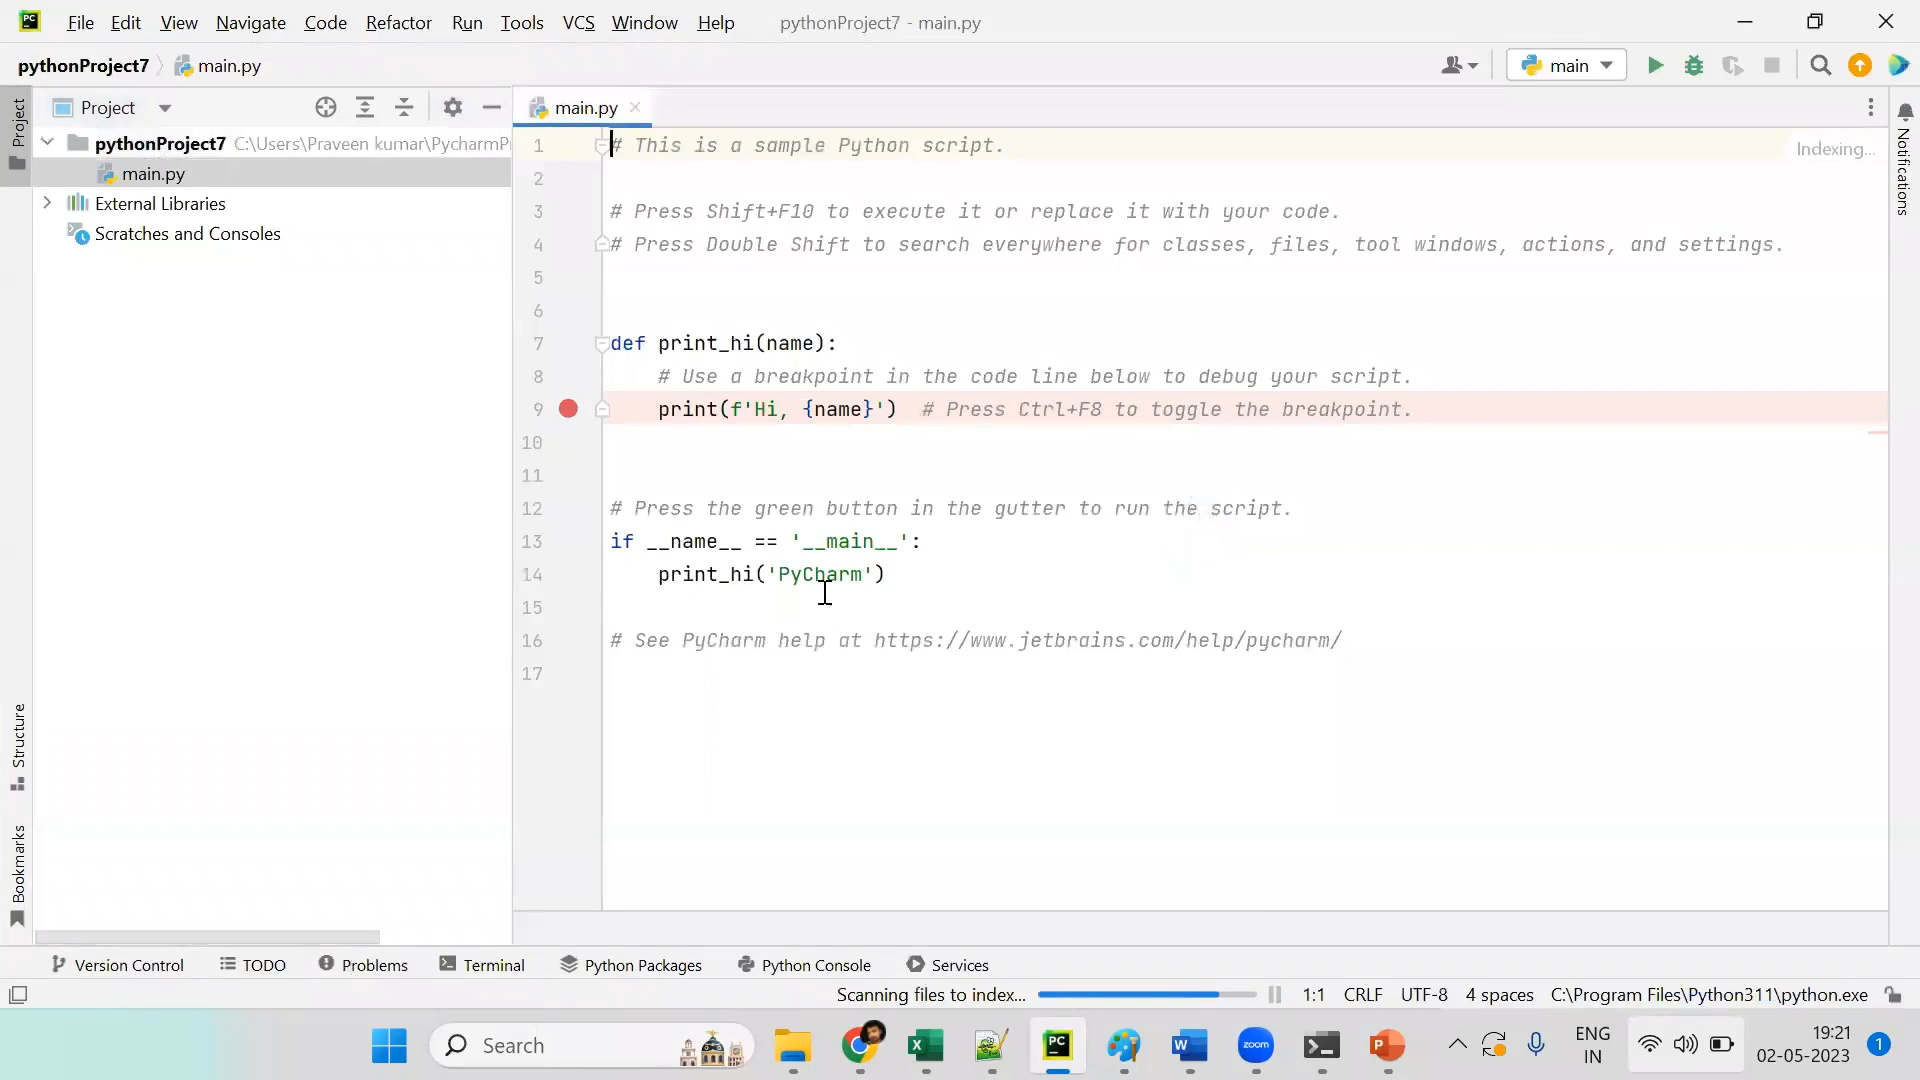 PC File Edit View Navigate Code Refactor Run Tools VCS Window Help pythonProject7 - main.py
pythonProject7 main.py main
Project Project main.py
pythonProject7 C:\Users\Praveen kumar\PycharmP
main.py
External Libraries
Scratches and Consoles
Structure
Bookmarks
1 # This is a sample Python script. Indexing...
2
3 # Press Shift+F10 to execute it or replace it with your code.
4 # Press Double Shift to search everywhere for classes, files, tool windows, actions, and settings.
5
6
7 def print_hi(name):
8 # Use a breakpoint in the code line below to debug your script.
9 print(f'Hi, {name}') # Press Ctrl+F8 to toggle the breakpoint.
10
11
12 # Press the green button in the gutter to run the script.
13 if __name__ == '__main__':
14 print_hi('PyCharm')
15
16 # See PyCharm help at https://www.jetbrains.com/help/pycharm/
17
Notifications
Version Control TODO Problems Terminal Python Packages Python Console Services
Scanning files to index... 1:1 CRLF UTF-8 4 spaces C:\Program Files\Python311\python.exe
Search X PC W zoom P ENG 19:21
IN 02-05-2023 1